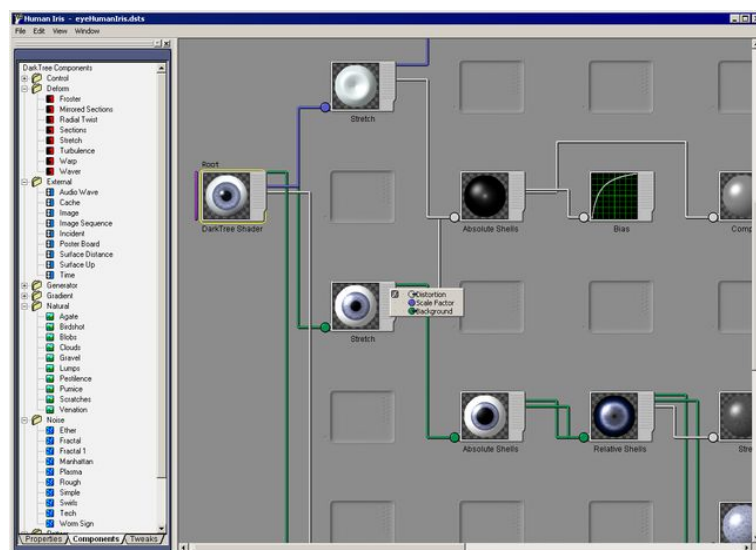 Human Iris - eyeHumanIris.dsts
File Edit View Window
DarkTree Components
Control
Deform
Froster
Mirrored Sections
Radial Twist
Sections
Stretch
Turbulence
Warp
Waver
External
Audio Wave
Cache
Image
Image Sequence
Incident
Poster Board
Surface Distance
Surface Up
Time
Generator
Gradient
Natural
Agate
Birdshot
Blobs
Clouds
Gravel
Lumps
Pestilence
Pumice
Scratches
Venation
Noise
Ether
Fractal
Fractal 1
Manhattan
Plasma
Rough
Simple
Swirls
Tech
Worm Sign
Properties Components Tweaks
Stretch
Root
DarkTree Shader
Absolute Shells
Bias
Comp
Distortion
Scale Factor
Background
Stretch
Absolute Shells
Relative Shells
Stre